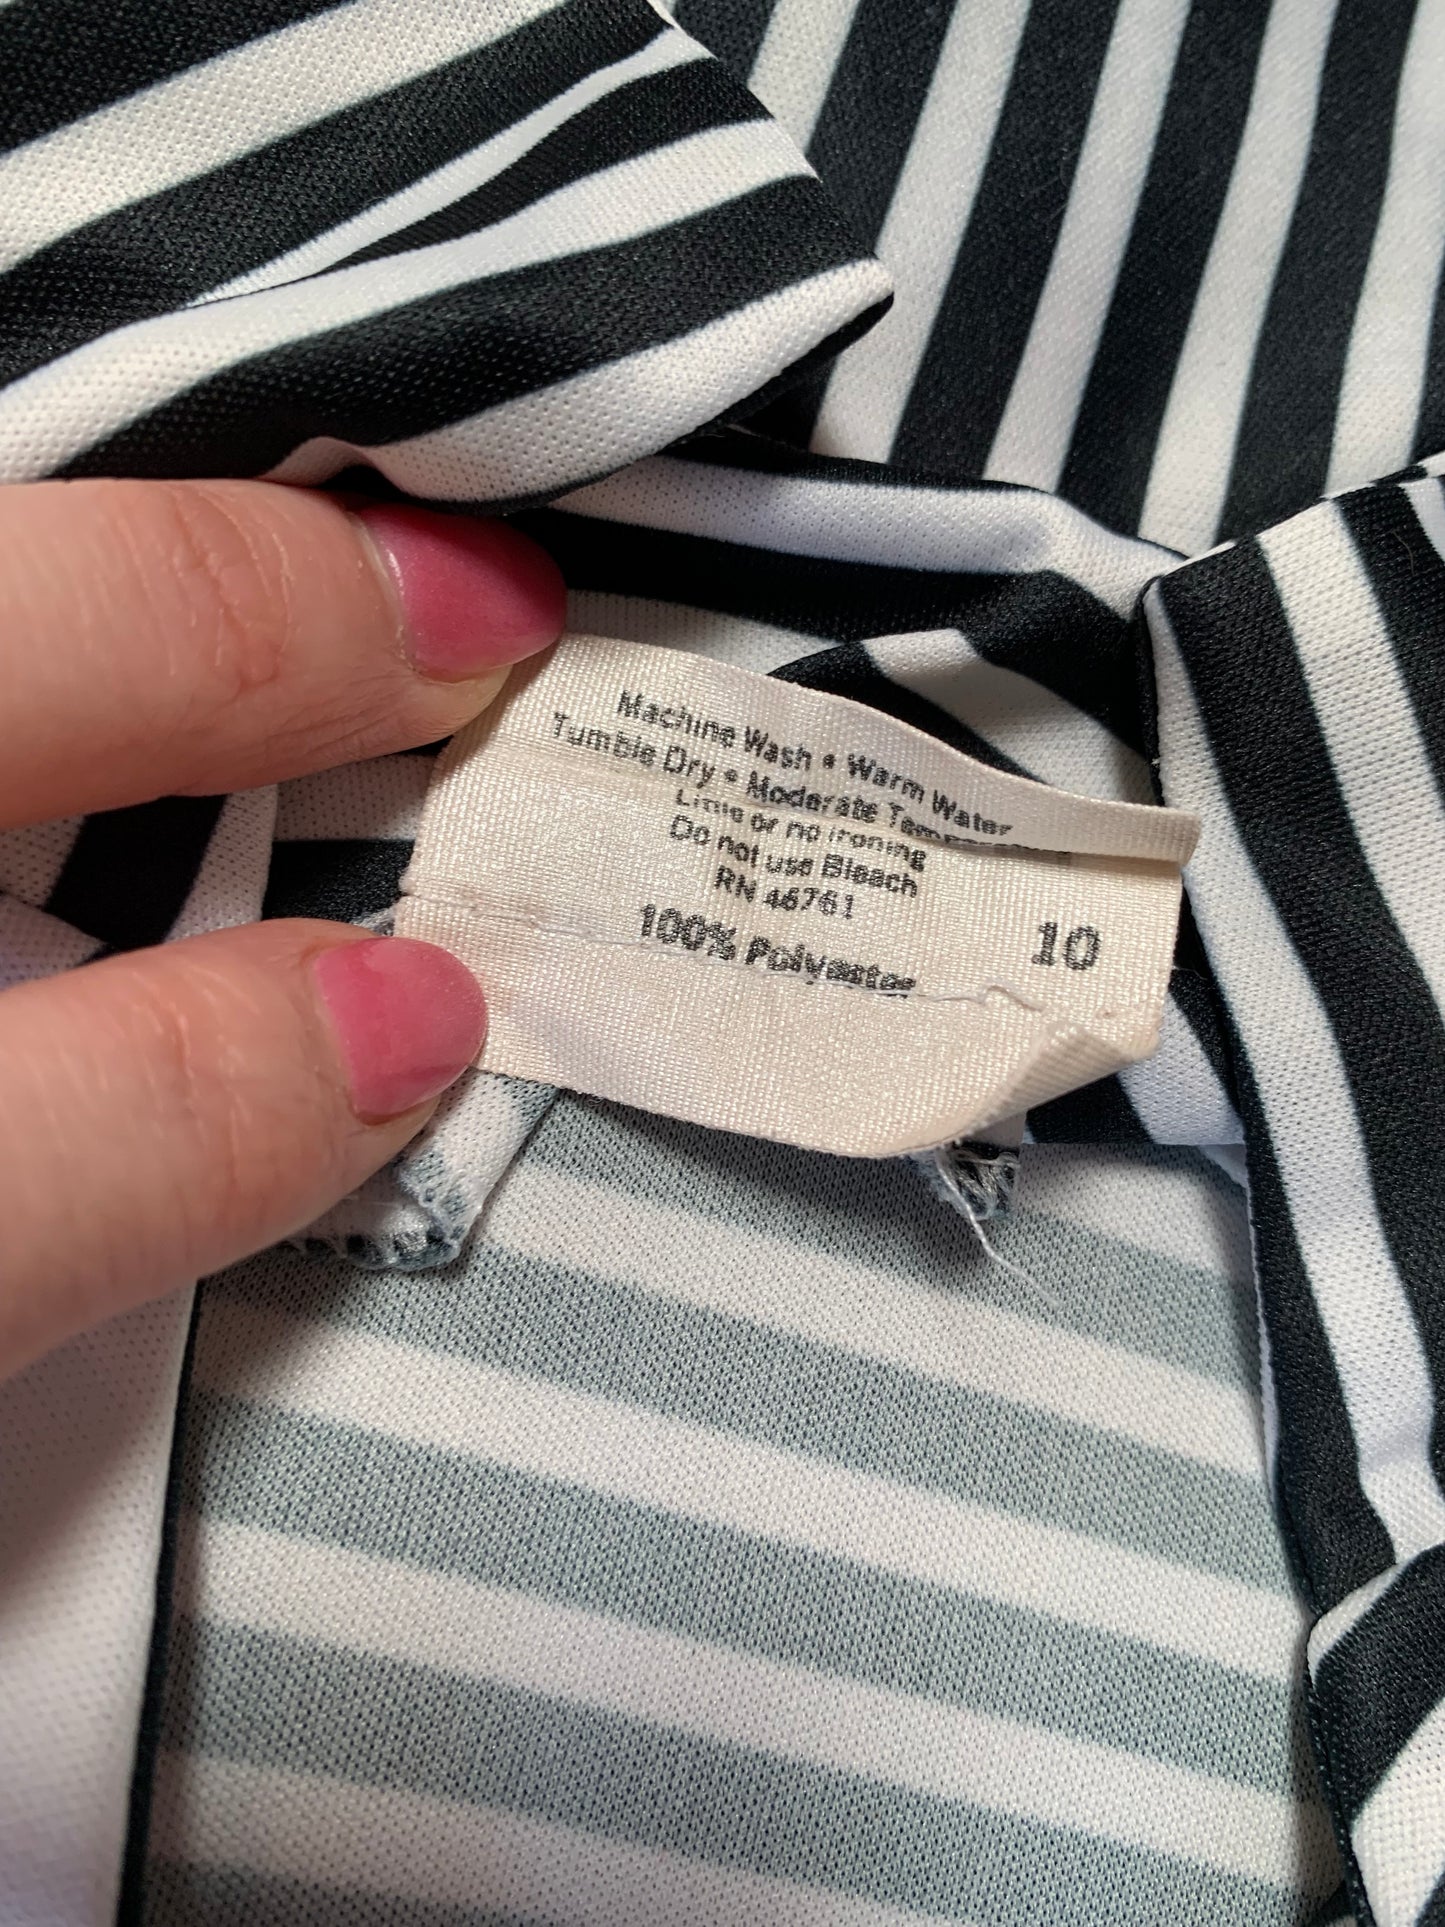 Machine Wash • Warm Water
Tumble Dry • Moderate Temperature
Little or no ironing
Do not use Bleach
RN 46761
100% Polyester
10